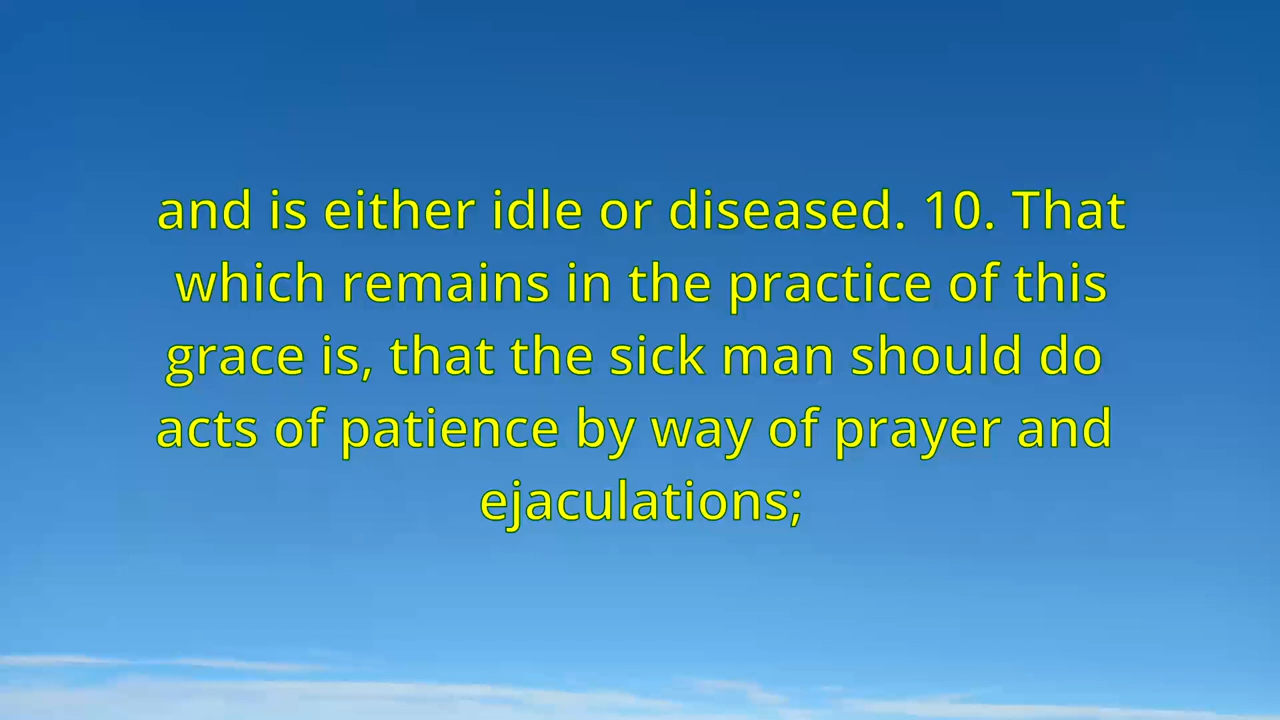 and is either idle or diseased. 10. That
which remains in the practice of this
grace is, that the sick man should do
acts of patience by way of prayer and
ejaculations;